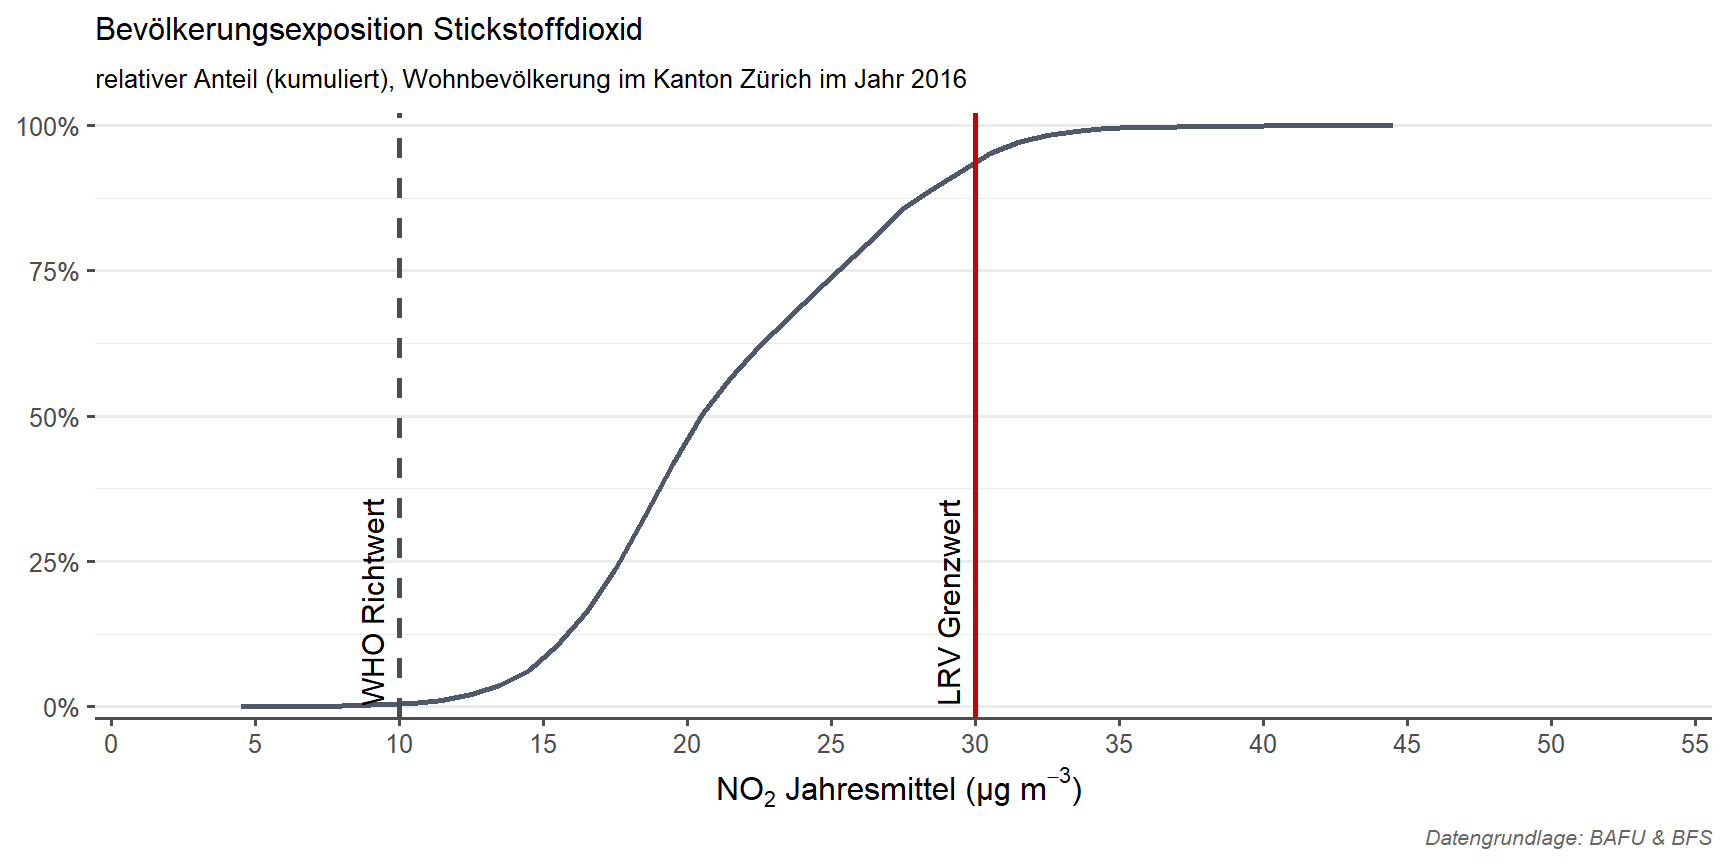 Bevölkerungsexposition Stickstoffdioxid
relativer Anteil (kumuliert), Wohnbevölkerung im Kanton Zürich im Jahr 2016
100%
75%
50%
25%
0%
WHO Richtwert
LRV Grenzwert
0 5 10 15 20 25 30 35 40 45 50 55
NO₂ Jahresmittel (µg m⁻³)
Datengrundlage: BAFU & BFS